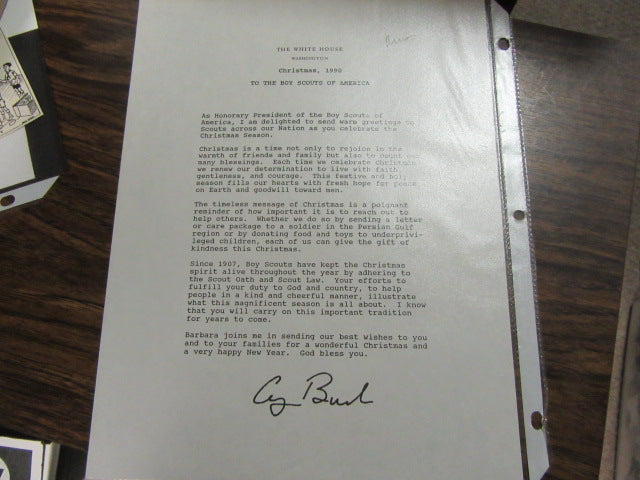 THE WHITE HOUSE
WASHINGTON
Christmas, 1990
TO THE BOY SCOUTS OF AMERICA
As Honorary President of the Boy Scouts of
America, I am delighted to send warm greetings to
Scouts across our Nation as you celebrate the
Christmas Season.
Christmas is a time not only to rejoice in the
warmth of friends and family but also to count our
many blessings. Each time we celebrate Christmas
we renew our determination to live with faith,
gentleness, and courage. This festive and holy
season fills our hearts with fresh hope for peace
on Earth and goodwill toward men.
The timeless message of Christmas is a poignant
reminder of how important it is to reach out to
help others. Whether we do so by sending a letter
or care package to a soldier in the Persian Gulf
region or by donating food and toys to underprivi-
leged children, each of us can give the gift of
kindness this Christmas.
Since 1907, Boy Scouts have kept the Christmas
spirit alive throughout the year by adhering to
the Scout Oath and Scout Law. Your efforts to
fulfill your duty to God and country, to help
people in a kind and cheerful manner, illustrate
what this magnificent season is all about. I know
that you will carry on this important tradition
for years to come.
Barbara joins me in sending our best wishes to you
and to your families for a wonderful Christmas and
a very happy New Year. God bless you.
Bush